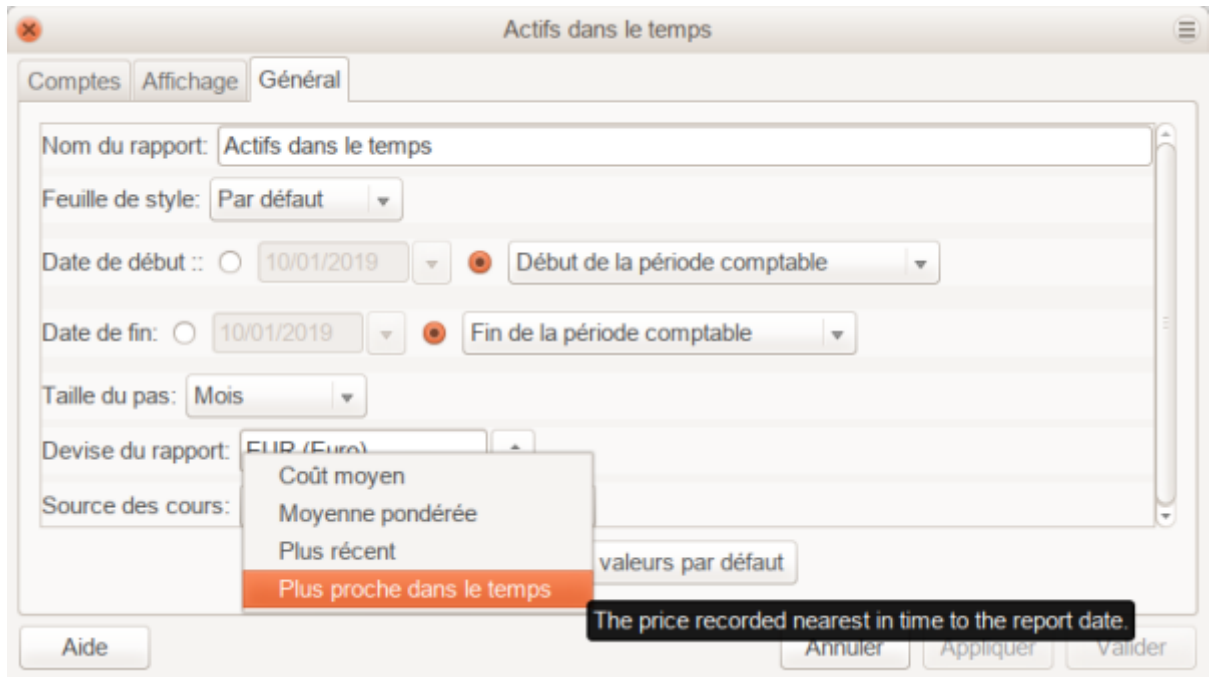 Actifs dans le temps
Comptes Affichage Général
Nom du rapport: Actifs dans le temps
Feuille de style: Par défaut
Date de début :: 10/01/2019 Début de la période comptable
Date de fin: 10/01/2019 Fin de la période comptable
Taille du pas: Mois
Devise du rapport: EUR (Euro)
Coût moyen
Source des cours:
Moyenne pondérée
Plus récent
valeurs par défaut
Plus proche dans le temps
The price recorded nearest in time to the report date.
Aide Annuler Appliquer Valider